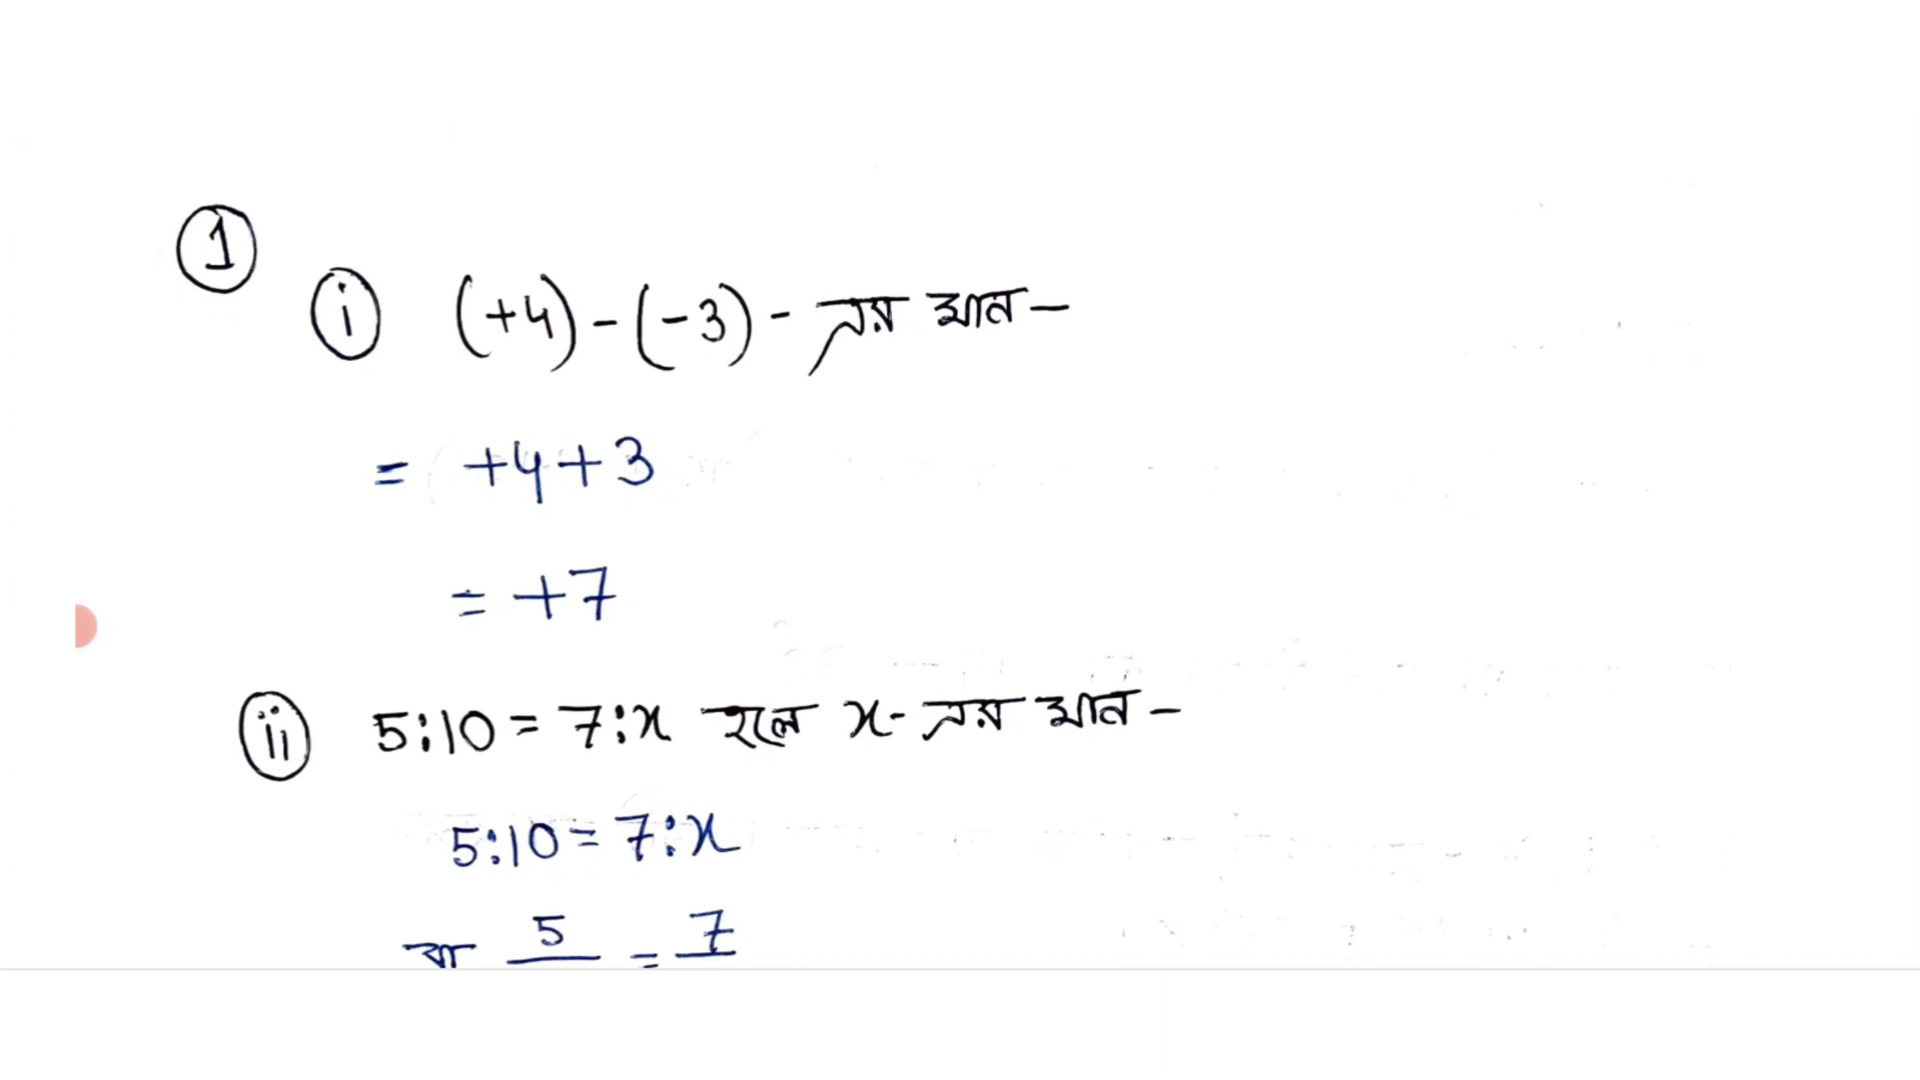 1
i (+4)-(-3)- এর মান-
= +4+3
= +7
ii 5:10=7:x হলে x- এর মান-
5:10=7:x
বা 5 = 7